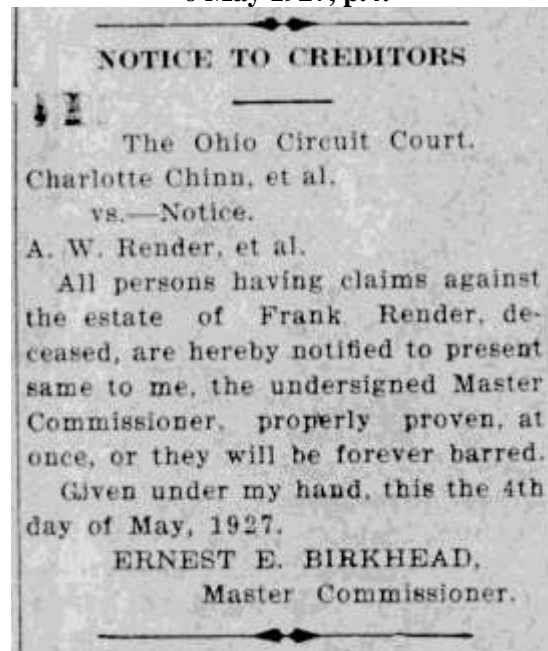 May 1927, p.
NOTICE TO CREDITORS
The Ohio Circuit Court.
Charlotte Chinn, et al.
vs.—Notice.
A. W. Render, et al.
All persons having claims against
the estate of Frank Render, de-
ceased, are hereby notified to present
same to me, the undersigned Master
Commissioner, properly proven, at
once, or they will be forever barred.
Given under my hand, this the 4th
day of May, 1927.
ERNEST E. BIRKHEAD,
Master Commissioner.